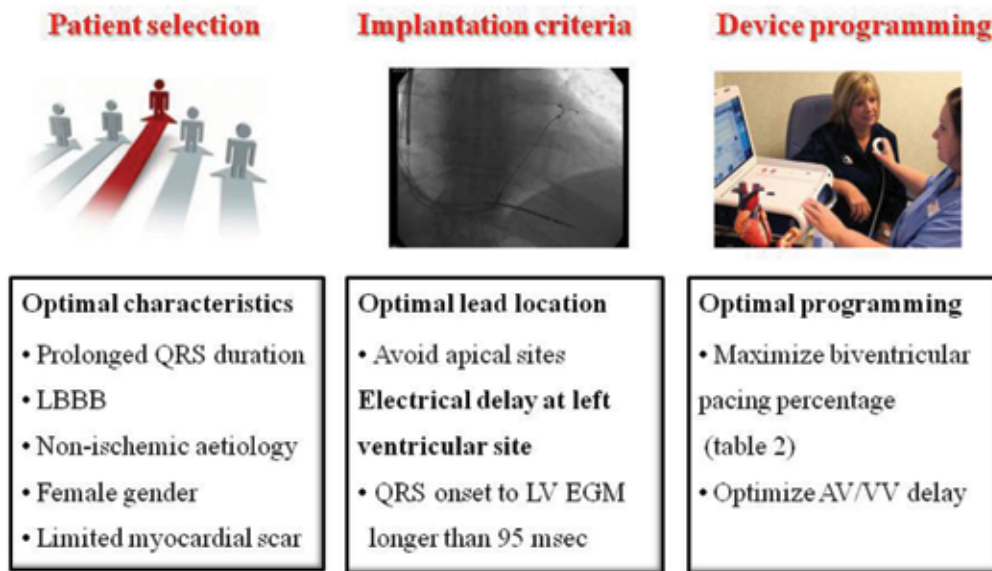 Patient selection
Implantation criteria
Device programming
Optimal characteristics
• Prolonged QRS duration
• LBBB
• Non-ischemic aetiology
• Female gender
• Limited myocardial scar
Optimal lead location
• Avoid apical sites
Electrical delay at left
ventricular site
• QRS onset to LV EGM
longer than 95 msec
Optimal programming
• Maximize biventricular
pacing percentage
(table 2)
• Optimize AV/VV delay